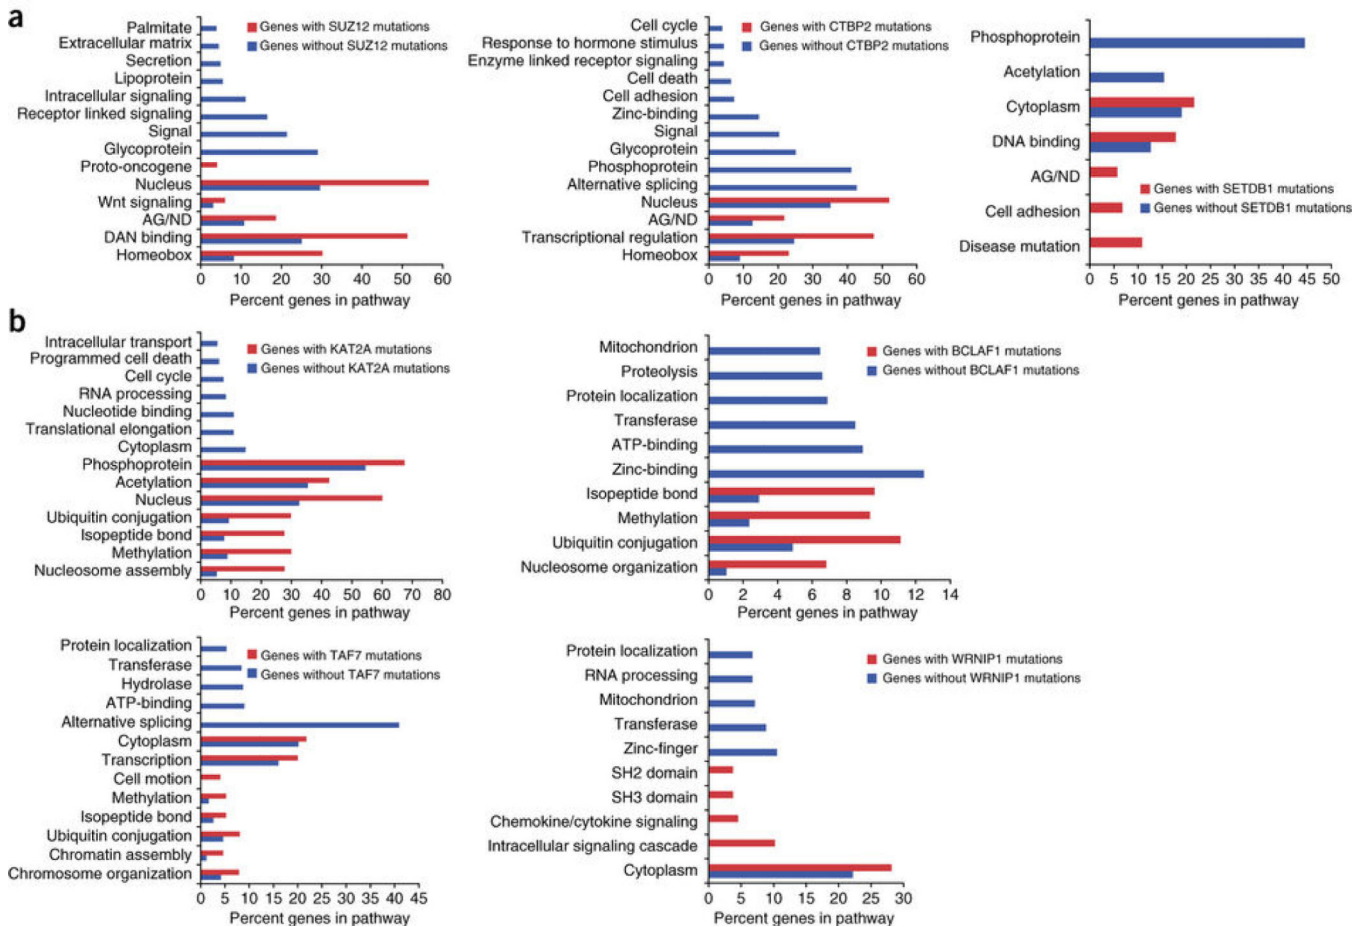 a
Palmitate
Extracellular matrix
Secretion
Lipoprotein
Intracellular signaling
Receptor linked signaling
Signal
Glycoprotein
Proto-oncogene
Nucleus
Wnt signaling
AG/ND
DAN binding
Homeobox
Genes with SUZ12 mutations
Genes without SUZ12 mutations
0 10 20 30 40 50 60
Percent genes in pathway
Cell cycle
Response to hormone stimulus
Enzyme linked receptor signaling
Cell death
Cell adhesion
Zinc-binding
Signal
Glycoprotein
Phosphoprotein
Alternative splicing
Nucleus
AG/ND
Transcriptional regulation
Homeobox
Genes with CTBP2 mutations
Genes without CTBP2 mutations
0 10 20 30 40 50 60
Percent genes in pathway
Phosphoprotein
Acetylation
Cytoplasm
DNA binding
AG/ND
Cell adhesion
Disease mutation
Genes with SETDB1 mutations
Genes without SETDB1 mutations
0 5 10 15 20 25 30 35 40 45 50
Percent genes in pathway
b
Intracellular transport
Programmed cell death
Cell cycle
RNA processing
Nucleotide binding
Translational elongation
Cytoplasm
Phosphoprotein
Acetylation
Nucleus
Ubiquitin conjugation
Isopeptide bond
Methylation
Nucleosome assembly
Genes with KAT2A mutations
Genes without KAT2A mutations
0 10 20 30 40 50 60 70 80
Percent genes in pathway
Mitochondrion
Proteolysis
Protein localization
Transferase
ATP-binding
Zinc-binding
Isopeptide bond
Methylation
Ubiquitin conjugation
Nucleosome organization
Genes with BCLAF1 mutations
Genes without BCLAF1 mutations
0 2 4 6 8 10 12 14
Percent genes in pathway
Protein localization
Transferase
Hydrolase
ATP-binding
Alternative splicing
Cytoplasm
Transcription
Cell motion
Methylation
Isopeptide bond
Ubiquitin conjugation
Chromatin assembly
Chromosome organization
Genes with TAF7 mutations
Genes without TAF7 mutations
0 5 10 15 20 25 30 35 40 45
Percent genes in pathway
Protein localization
RNA processing
Mitochondrion
Transferase
Zinc-finger
SH2 domain
SH3 domain
Chemokine/cytokine signaling
Intracellular signaling cascade
Cytoplasm
Genes with WRNIP1 mutations
Genes without WRNIP1 mutations
0 5 10 15 20 25 30
Percent genes in pathway